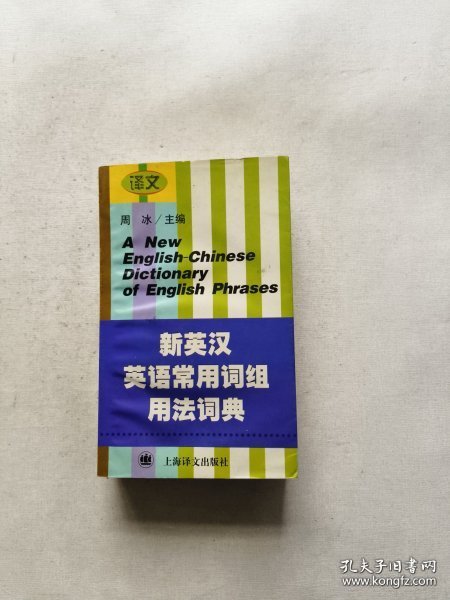 译文
周 冰／主编
A New
English-Chinese
Dictionary
of English Phrases
新英汉
英语常用词组
用法词典
上海译文出版社
孔夫子旧书网
www.kongfz.com